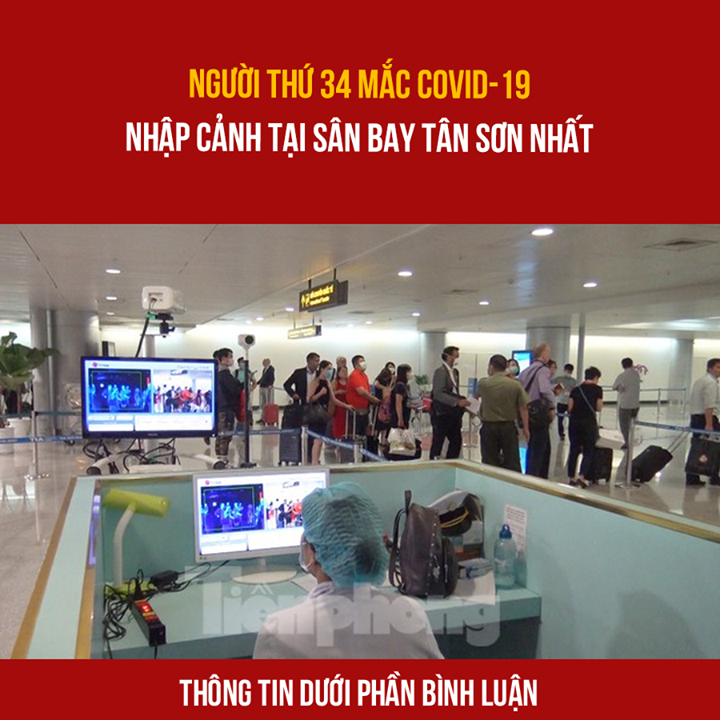 NGƯỜI THỨ 34 MẮC COVID-19
NHẬP CẢNH TẠI SÂN BAY TÂN SƠN NHẤT
tiền phong
THÔNG TIN DƯỚI PHẦN BÌNH LUẬN